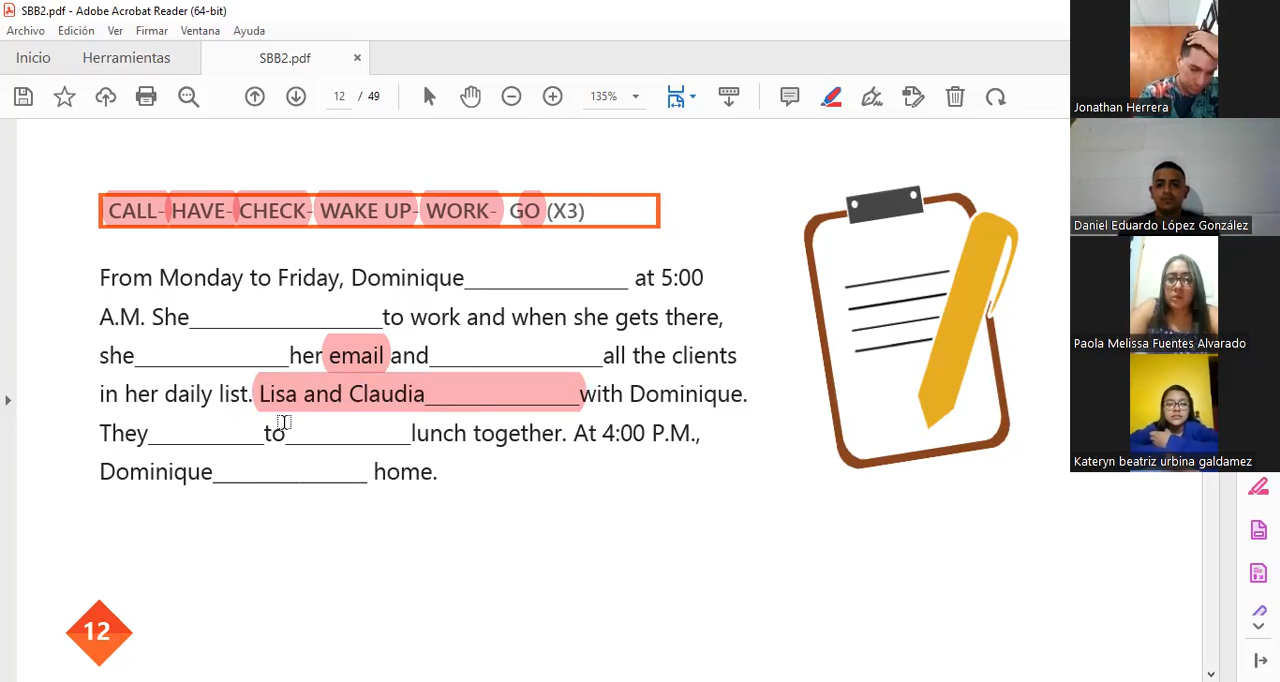 SBB2.pdf - Adobe Acrobat Reader (64-bit)
Archivo Edición Ver Firmar Ventana Ayuda
Inicio Herramientas SBB2.pdf ×
12 / 49 135%
CALL- HAVE- CHECK- WAKE UP- WORK- GO (X3)
From Monday to Friday, Dominique______________ at 5:00
A.M. She_________________to work and when she gets there,
she______________her email and________________all the clients
in her daily list. Lisa and Claudia______________with Dominique.
They__________to___________lunch together. At 4:00 P.M.,
Dominique______________ home.
12
Jonathan Herrera
Daniel Eduardo López González
Paola Melissa Fuentes Alvarado
Kateryn beatriz urbina galdamez